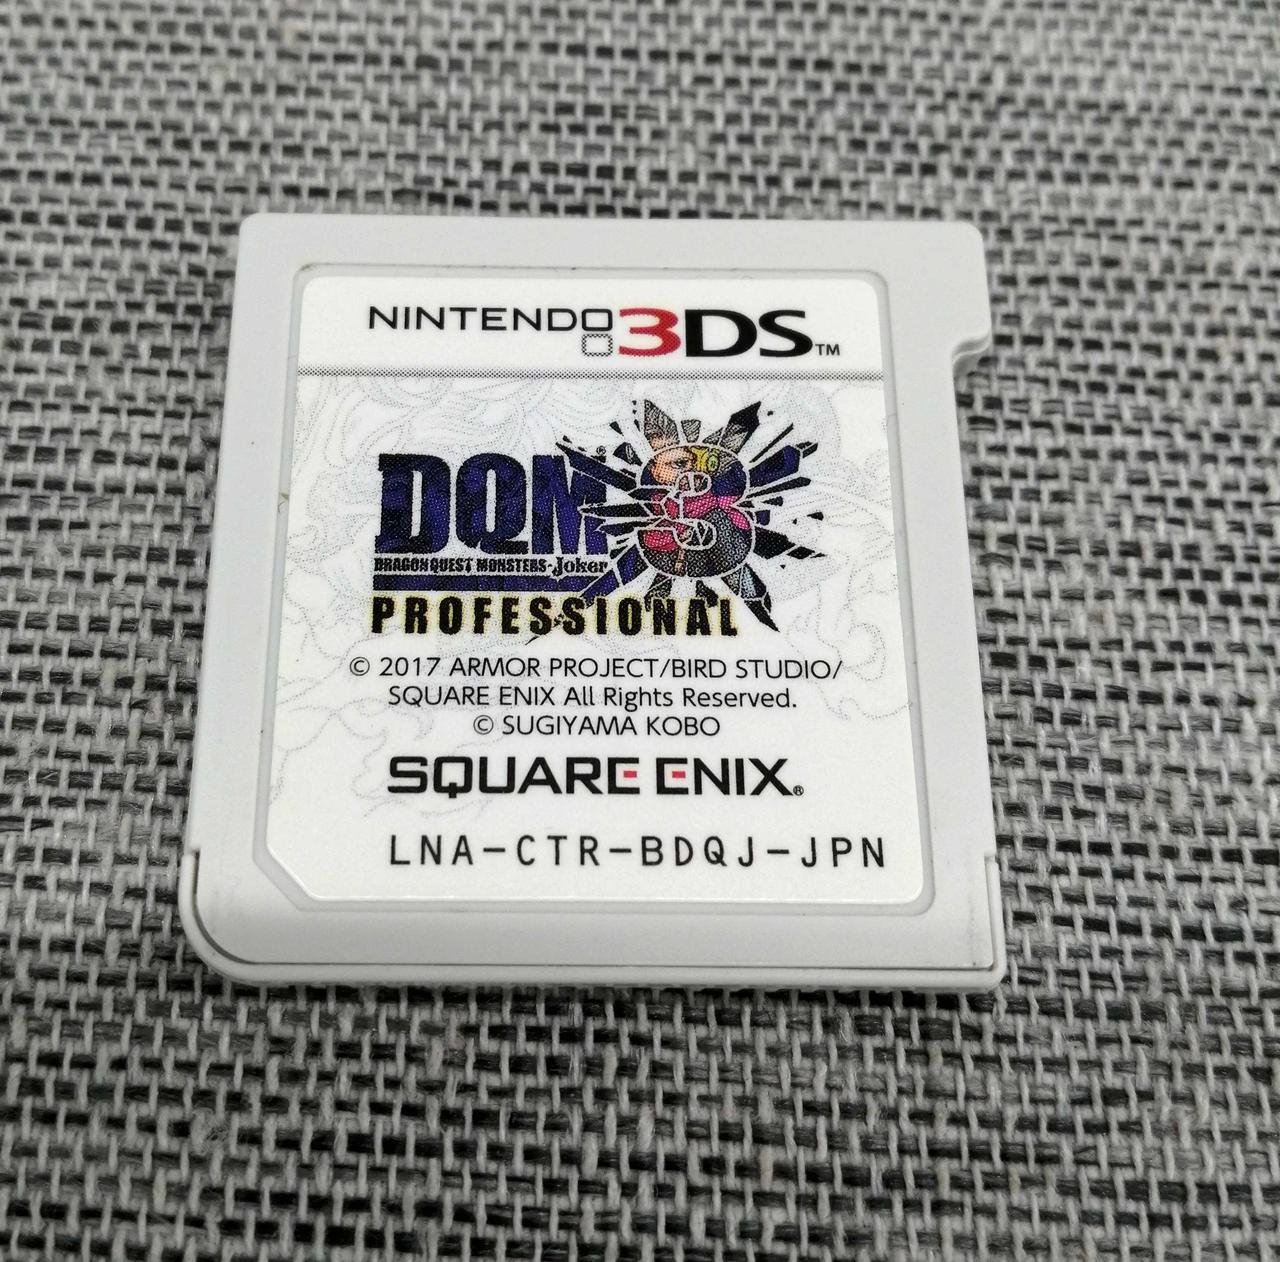 NINTENDO 3DS™
DQM® 3
DRAGON QUEST MONSTERS-Joker
PROFESSIONAL
© 2017 ARMOR PROJECT/BIRD STUDIO/
SQUARE ENIX All Rights Reserved.
© SUGIYAMA KOBO
SQUARE ENIX®
LNA-CTR-BDQJ-JPN